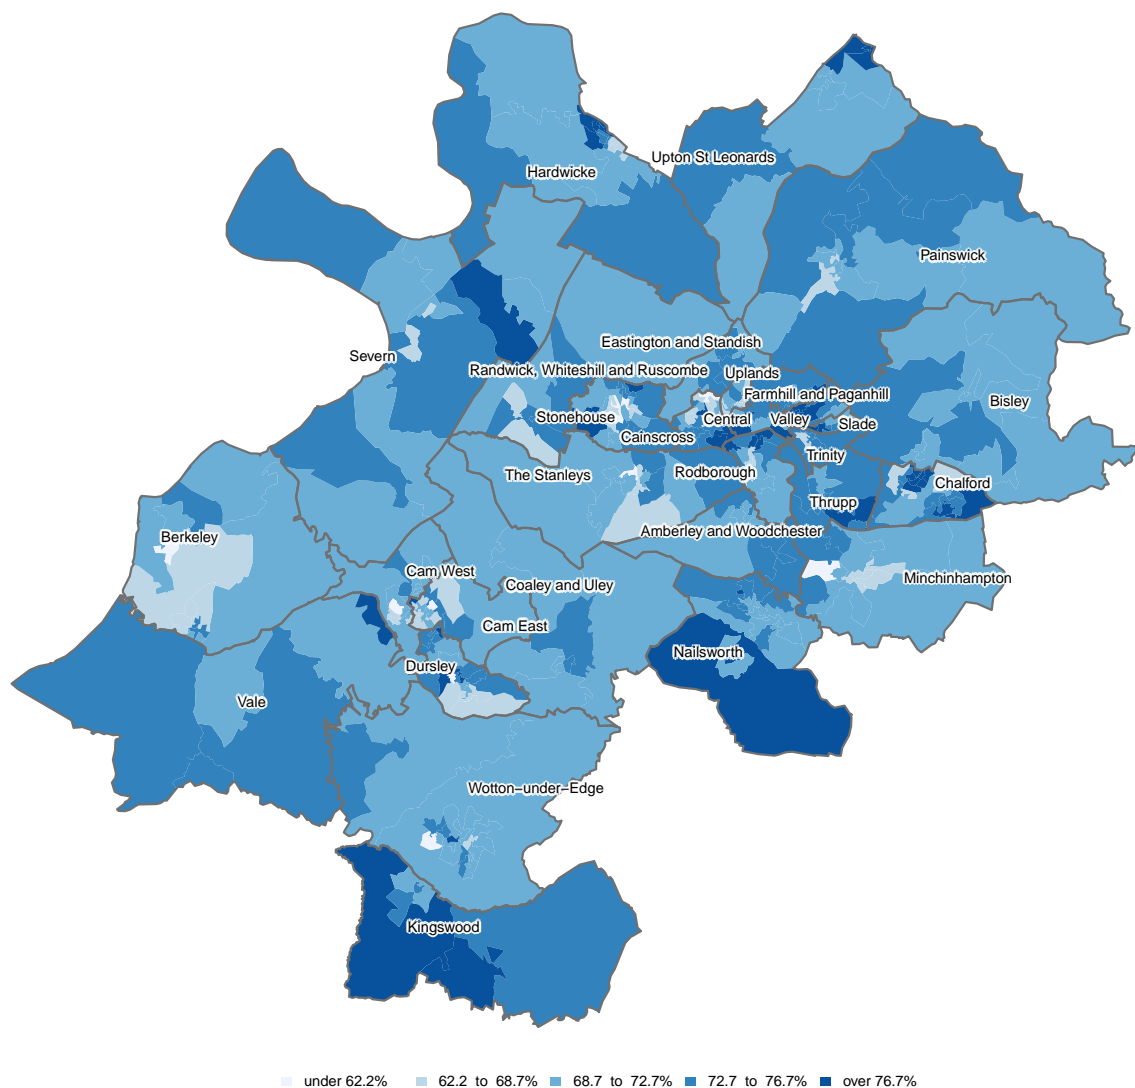 Hardwicke
Upton St Leonards
Painswick
Eastington and Standish
Severn
Randwick, Whiteshill and Ruscombe
Uplands
Farmhill and Paganhill
Bisley
Stonehouse
Central
Valley
Slade
Cainscross
Trinity
The Stanleys
Rodborough
Chalford
Thrupp
Berkeley
Amberley and Woodchester
Cam West
Coaley and Uley
Minchinhampton
Cam East
Nailsworth
Dursley
Vale
Wotton−under−Edge
Kingswood
under 62.2% 62.2 to 68.7% 68.7 to 72.7% 72.7 to 76.7% over 76.7%